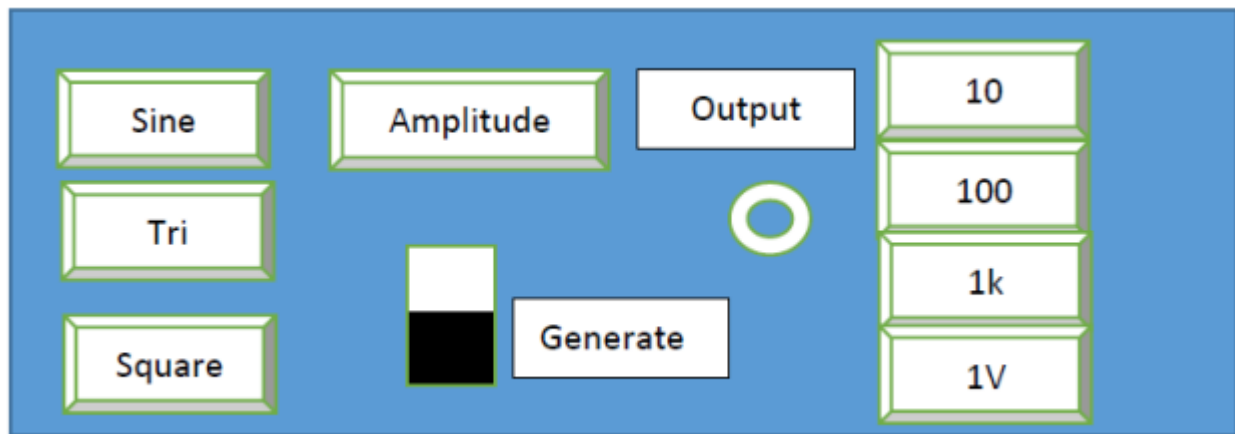 Sine
Tri
Square
Amplitude
Generate
Output
10
100
1k
1V